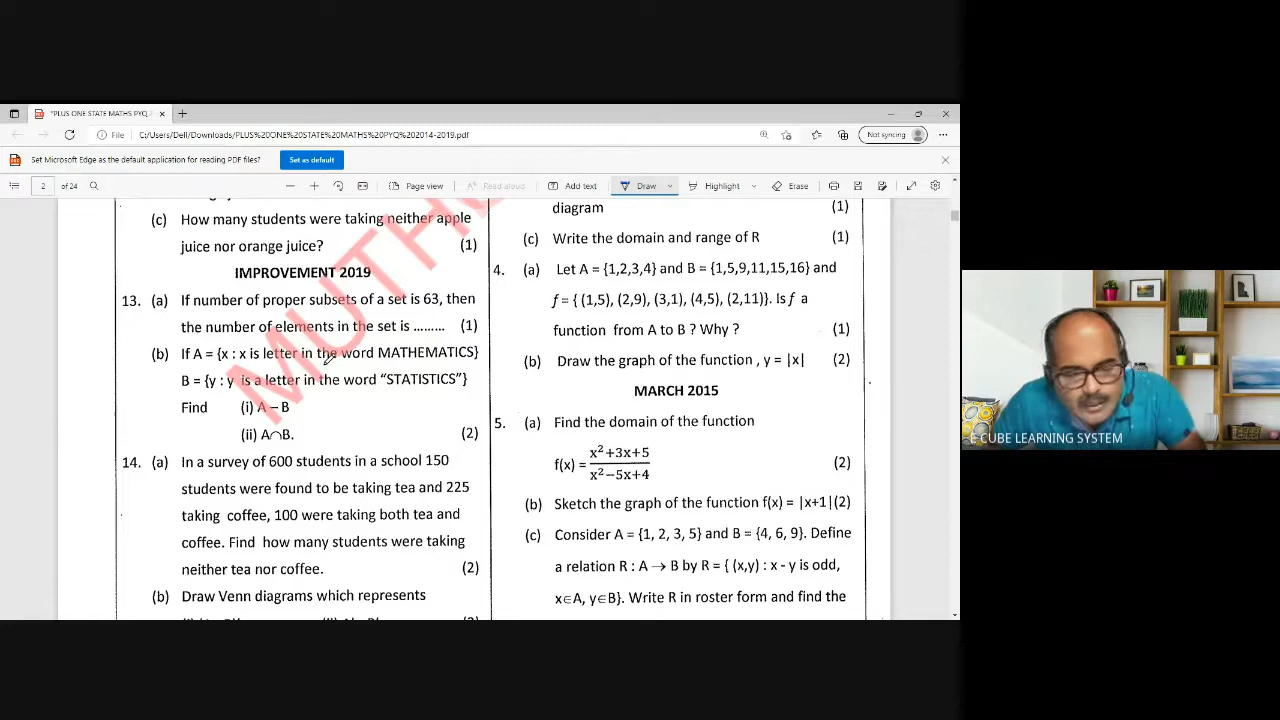 *PLUS ONE STATE MATHS PYQ
File
C:/Users/Dell/Downloads/PLUS%20ONE%20STATE%20MATHS%20PYQ%202014-2019.pdf
Not syncing
Set Microsoft Edge as the default application for reading PDF files?
Set as default
2
of 24
Page view
Read aloud
Add text
Draw
Highlight
Erase
(c) How many students were taking neither apple
juice nor orange juice? (1)
IMPROVEMENT 2019
13. (a) If number of proper subsets of a set is 63, then
the number of elements in the set is ......... (1)
(b) If A = {x : x is letter in the word MATHEMATICS}
B = {y : y is a letter in the word "STATISTICS"}
Find (i) A – B
(ii) A∩B. (2)
14. (a) In a survey of 600 students in a school 150
students were found to be taking tea and 225
taking coffee, 100 were taking both tea and
coffee. Find how many students were taking
neither tea nor coffee. (2)
(b) Draw Venn diagrams which represents
diagram (1)
(c) Write the domain and range of R (1)
4. (a) Let A = {1,2,3,4} and B = {1,5,9,11,15,16} and
f = { (1,5), (2,9), (3,1), (4,5), (2,11)}. Is f a
function from A to B ? Why ? (1)
(b) Draw the graph of the function , y = |x| (2)
MARCH 2015
5. (a) Find the domain of the function
f(x) = x²+3x+5 / x²−5x+4 (2)
(b) Sketch the graph of the function f(x) = |x+1|(2)
(c) Consider A = {1, 2, 3, 5} and B = {4, 6, 9}. Define
a relation R : A → B by R = { (x,y) : x - y is odd,
x∈A, y∈B}. Write R in roster form and find the
MUTHU
E CUBE LEARNING SYSTEM